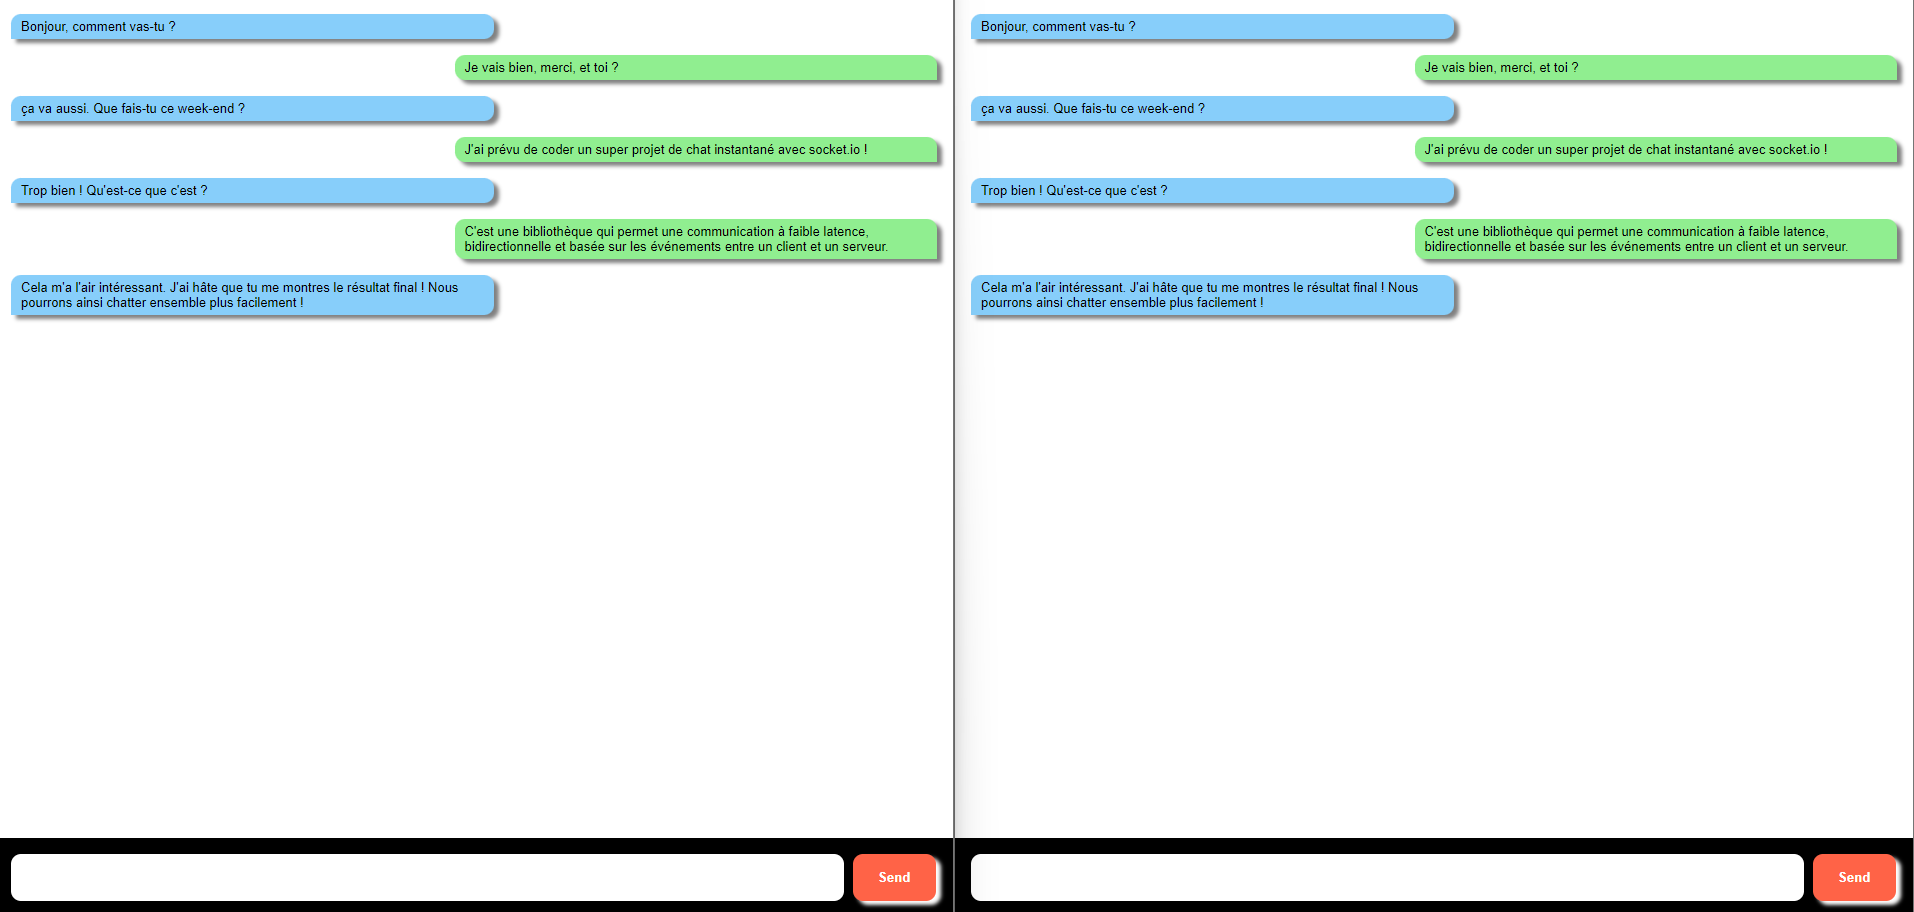 Bonjour, comment vas-tu ?
Je vais bien, merci, et toi ?
ça va aussi. Que fais-tu ce week-end ?
J'ai prévu de coder un super projet de chat instantané avec socket.io !
Trop bien ! Qu'est-ce que c'est ?
C'est une bibliothèque qui permet une communication à faible latence,
bidirectionnelle et basée sur les événements entre un client et un serveur.
Cela m'a l'air intéressant. J'ai hâte que tu me montres le résultat final ! Nous
pourrons ainsi chatter ensemble plus facilement !
Send
Bonjour, comment vas-tu ?
Je vais bien, merci, et toi ?
ça va aussi. Que fais-tu ce week-end ?
J'ai prévu de coder un super projet de chat instantané avec socket.io !
Trop bien ! Qu'est-ce que c'est ?
C'est une bibliothèque qui permet une communication à faible latence,
bidirectionnelle et basée sur les événements entre un client et un serveur.
Cela m'a l'air intéressant. J'ai hâte que tu me montres le résultat final ! Nous
pourrons ainsi chatter ensemble plus facilement !
Send